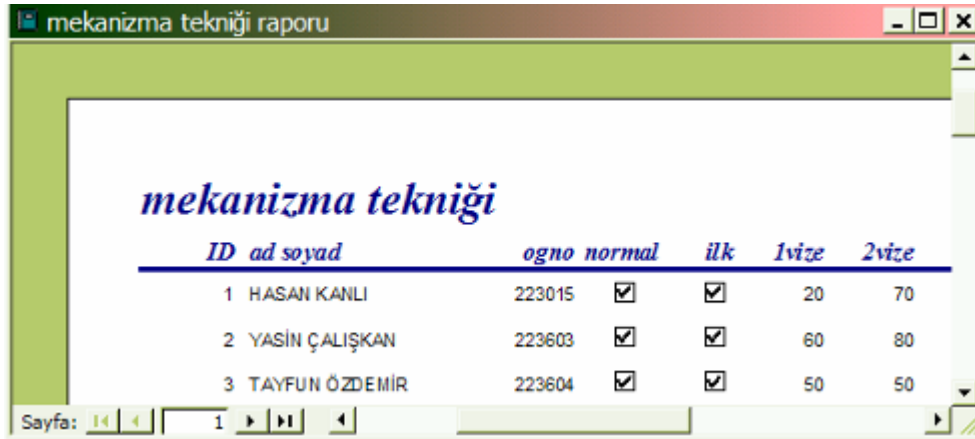 mekanizma tekniği raporu
mekanizma tekniği
ID ad soyad ogno normal ilk 1vize 2vize
1 HASAN KANLI 223015 20 70
2 YASİN ÇALIŞKAN 223603 60 80
3 TAYFUN ÖZDEMİR 223604 50 50
Sayfa: 1